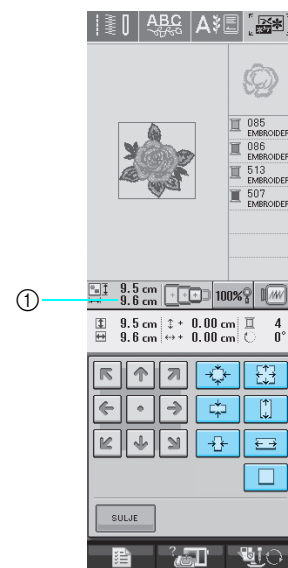 ABC A
085
EMBROIDER
086
EMBROIDER
513
EMBROIDER
507
EMBROIDER
9.5 cm
9.6 cm 100%
①
9.5 cm + 0.00 cm 4
9.6 cm + 0.00 cm 0°
SULJE
?